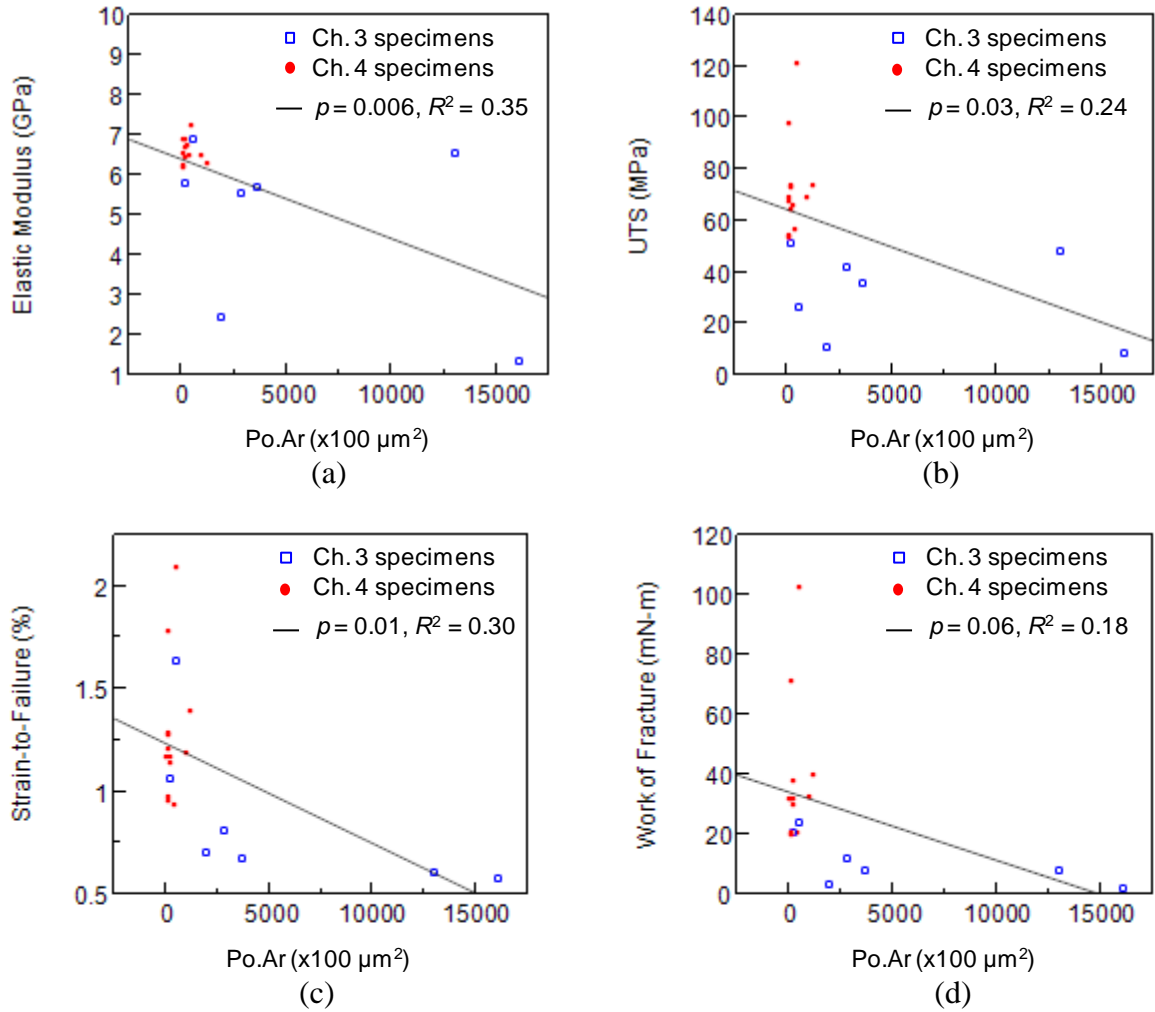 10
9
8
7
6
5
4
3
2
1
Elastic Modulus (GPa)
Ch. 3 specimens
Ch. 4 specimens
p = 0.006, R² = 0.35
0 5000 10000 15000
Po.Ar (x100 µm²)
(a)
140
120
100
80
60
40
20
0
UTS (MPa)
Ch. 3 specimens
Ch. 4 specimens
p = 0.03, R² = 0.24
0 5000 10000 15000
Po.Ar (x100 µm²)
(b)
2
1.5
1
0.5
Strain-to-Failure (%)
Ch. 3 specimens
Ch. 4 specimens
p = 0.01, R² = 0.30
0 5000 10000 15000
Po.Ar (x100 µm²)
(c)
120
100
80
60
40
20
0
Work of Fracture (mN-m)
Ch. 3 specimens
Ch. 4 specimens
p = 0.06, R² = 0.18
0 5000 10000 15000
Po.Ar (x100 µm²)
(d)